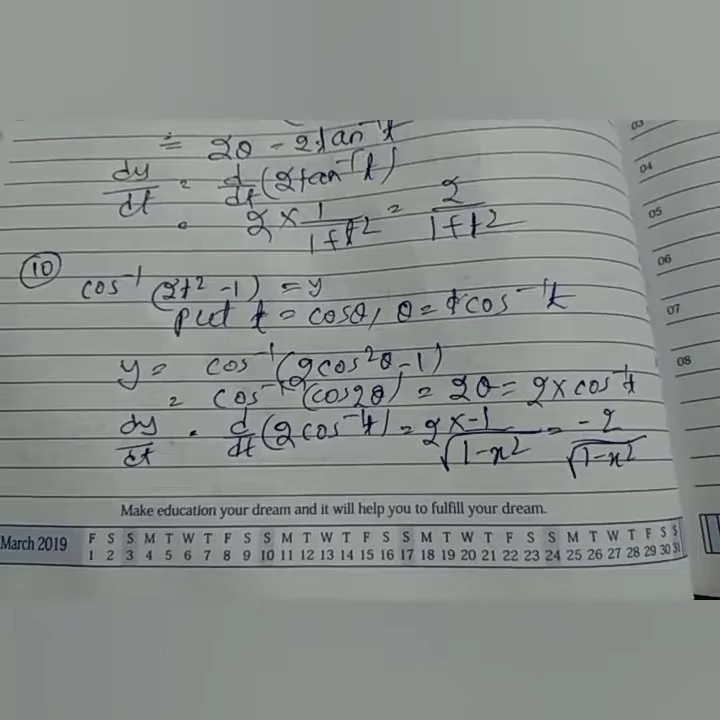 = 2θ = 2tan⁻¹t
dy/dt = d/dt (2tan⁻¹t)
= 2 × 1/1+t² = 2/1+t²
(10) cos⁻¹ (2t² -1) = y
put t = cosθ, θ = cos⁻¹t
y = cos⁻¹(2cos²θ-1)
= cos⁻¹(cos2θ) = 2θ = 2 × cos⁻¹t
dy/dt = d/dt (2cos⁻¹t) = 2 × -1/√1-x² = -2/√1-x²
Make education your dream and it will help you to fulfill your dream.
F S S M T W T F S S M T W T F S S M T W T F S S M T W T F S S
March 2019 1 2 3 4 5 6 7 8 9 10 11 12 13 14 15 16 17 18 19 20 21 22 23 24 25 26 27 28 29 30 31
03
04
05
06
07
08